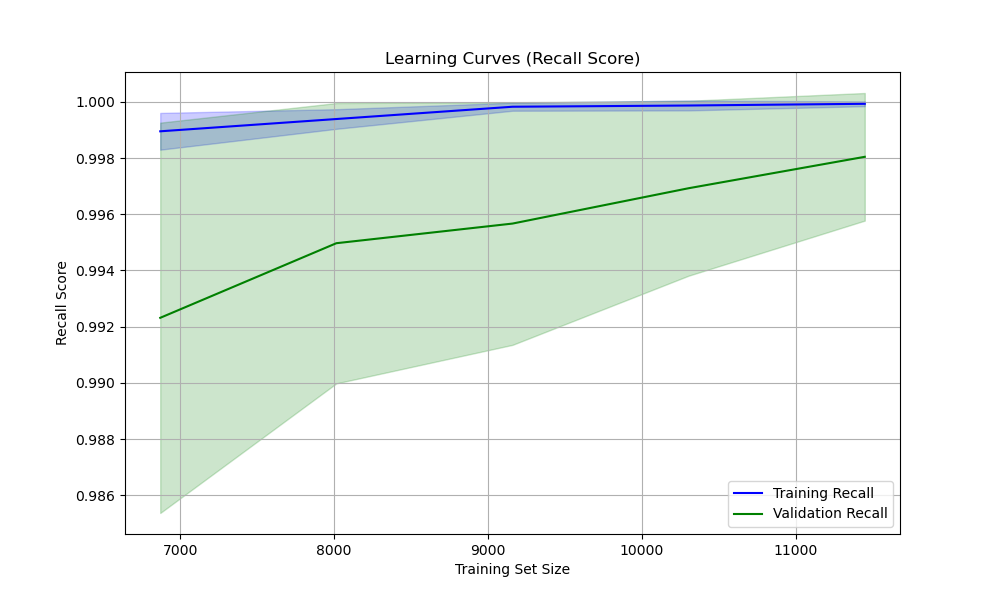 Learning Curves (Recall Score)
1.000
0.998
0.996
0.994
0.992
0.990
0.988
0.986
Recall Score
7000
8000
9000
10000
11000
Training Set Size
Training Recall
Validation Recall